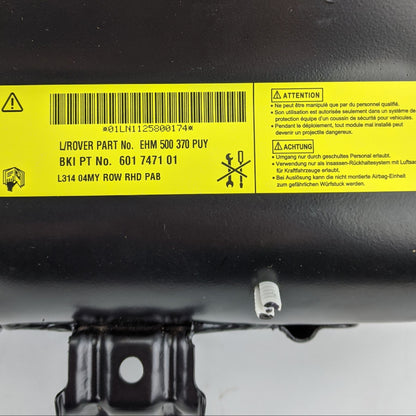 *01LN1125800174*
L/ROVER PART No. EHM 500 370 PUY
BKI PT No. 601 7471 01
L314 04MY ROW RHD PAB
ATTENTION
• Ne peut être manipulé que par du personnel qualifié.
• Son utilisation est autorisée seulement dans un système de
protection équipé d'un coussin de sécurité pour véhicules.
• Pendant le déploiement, tout module mal installé peut
devenir un projectile dangereux.
ACHTUNG
• Umgang nur durch geschultes Personal erlaubt.
• Verwendung nur als Insassen-Rückhaltesystem mit Luftsa
für Kraftfahrzeuge erlaubt.
• Bei Auslösung kann die nicht montierte Airbag-Einheit
zum gefährlichen Würfstück werden.